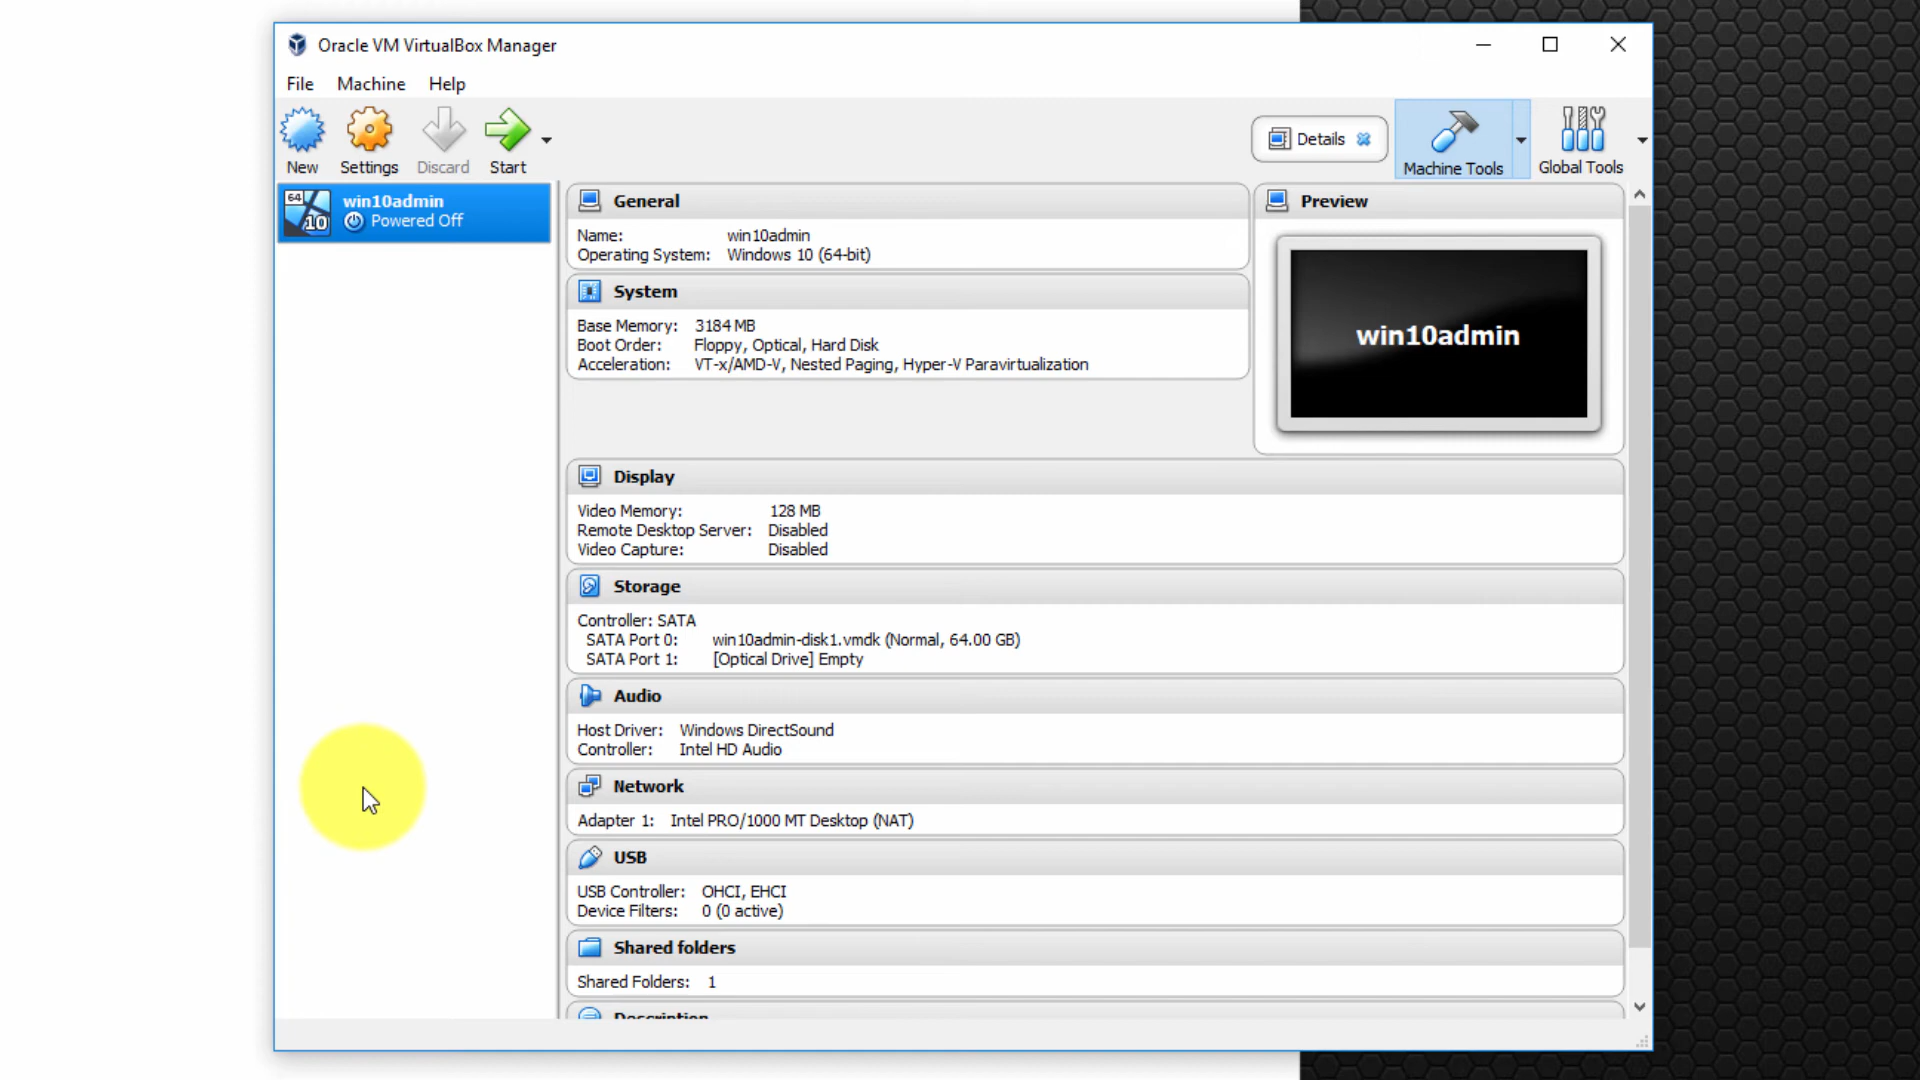 Oracle VM VirtualBox Manager
File Machine Help
New Settings Discard Start
Details Machine Tools Global Tools
64 10 win10admin
Powered Off
General
Name: win10admin
Operating System: Windows 10 (64-bit)
System
Base Memory: 3184 MB
Boot Order: Floppy, Optical, Hard Disk
Acceleration: VT-x/AMD-V, Nested Paging, Hyper-V Paravirtualization
Preview
win10admin
Display
Video Memory: 128 MB
Remote Desktop Server: Disabled
Video Capture: Disabled
Storage
Controller: SATA
SATA Port 0: win10admin-disk1.vmdk (Normal, 64.00 GB)
SATA Port 1: [Optical Drive] Empty
Audio
Host Driver: Windows DirectSound
Controller: Intel HD Audio
Network
Adapter 1: Intel PRO/1000 MT Desktop (NAT)
USB
USB Controller: OHCI, EHCI
Device Filters: 0 (0 active)
Shared folders
Shared Folders: 1
Description